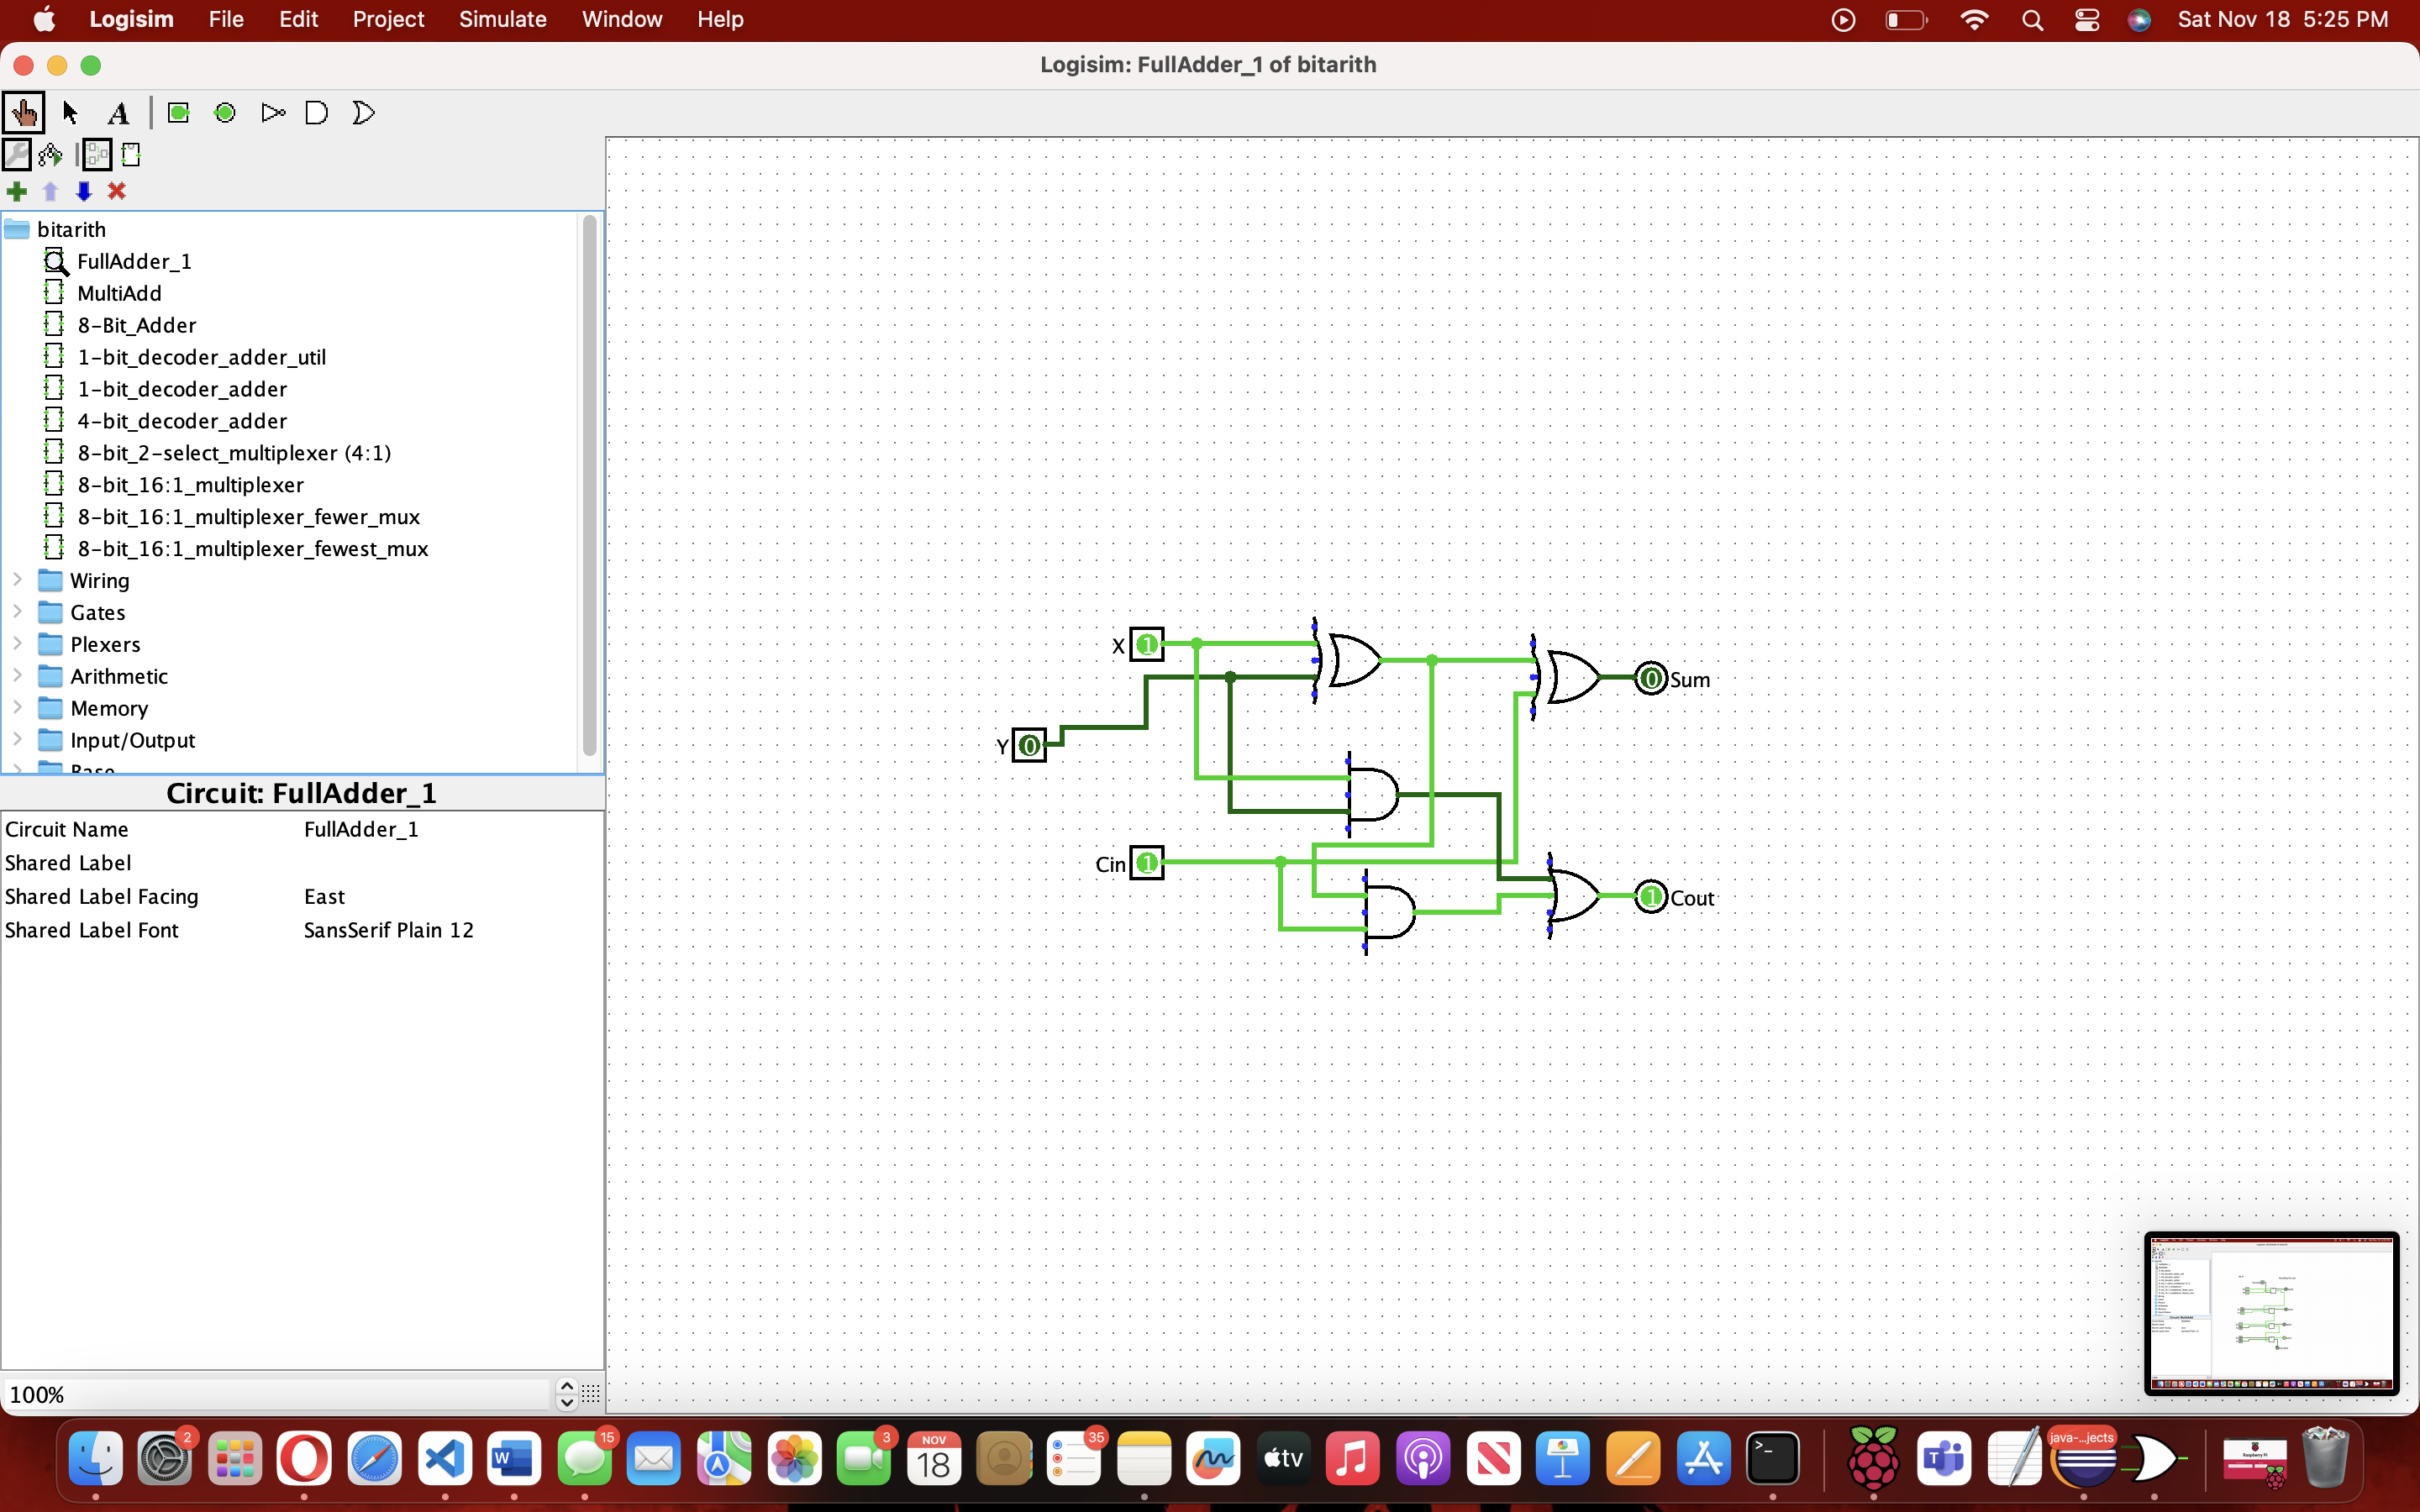 Logisim File Edit Project Simulate Window Help Sat Nov 18 5:25 PM
Logisim: FullAdder_1 of bitarith
A
bitarith
FullAdder_1
MultiAdd
8-Bit_Adder
1-bit_decoder_adder_util
1-bit_decoder_adder
4-bit_decoder_adder
8-bit_2-select_multiplexer (4:1)
8-bit_16:1_multiplexer
8-bit_16:1_multiplexer_fewer_mux
8-bit_16:1_multiplexer_fewest_mux
Wiring
Gates
Plexers
Arithmetic
Memory
Input/Output
Base
Circuit: FullAdder_1
Circuit Name FullAdder_1
Shared Label
Shared Label Facing East
Shared Label Font SansSerif Plain 12
100%
X 1
0 Sum
Y 0
Cin 1
1 Cout
2 15 3 NOV 35 java-...jects
W 18 tv >_ T Raspberry Pi